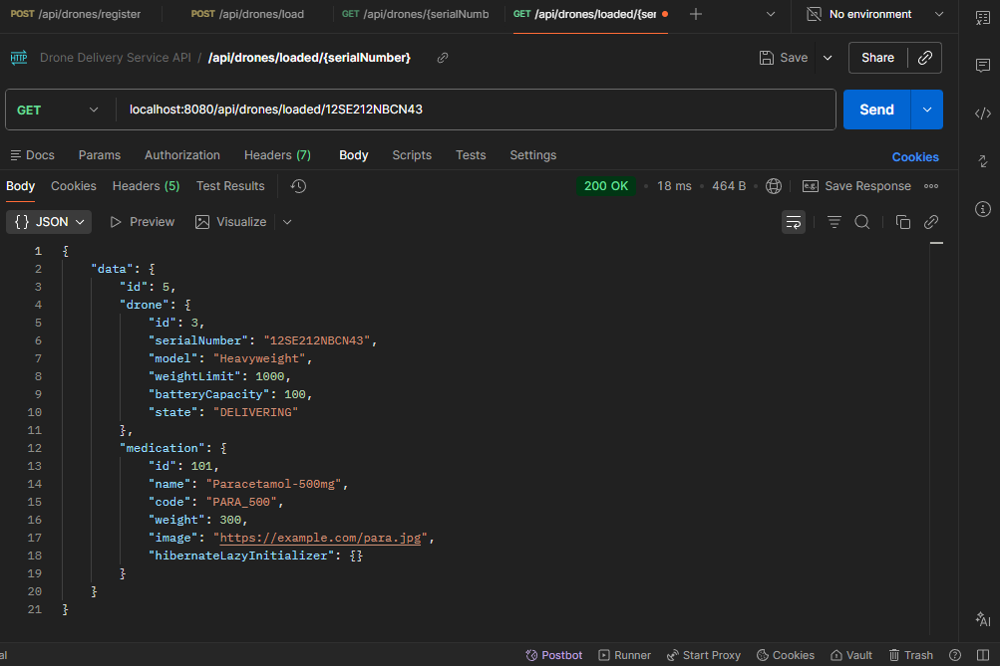 POST /api/drones/register POST /api/drones/load GET /api/drones/{serialNumb GET /api/drones/loaded/{ser No environment
HTTP Drone Delivery Service API / /api/drones/loaded/{serialNumber} Save Share
GET localhost:8080/api/drones/loaded/12SE212NBCN43 Send
Docs Params Authorization Headers (7) Body Scripts Tests Settings Cookies
Body Cookies Headers (5) Test Results 200 OK • 18 ms • 464 B • e.g. Save Response
{} JSON Preview Visualize
1 {
2 "data": {
3 "id": 5,
4 "drone": {
5 "id": 3,
6 "serialNumber": "12SE212NBCN43",
7 "model": "Heavyweight",
8 "weightLimit": 1000,
9 "batteryCapacity": 100,
10 "state": "DELIVERING"
11 },
12 "medication": {
13 "id": 101,
14 "name": "Paracetamol-500mg",
15 "code": "PARA_500",
16 "weight": 300,
17 "image": "https://example.com/para.jpg",
18 "hibernateLazyInitializer": {}
19 }
20 }
21 }
AI
al Postbot Runner Start Proxy Cookies Vault Trash